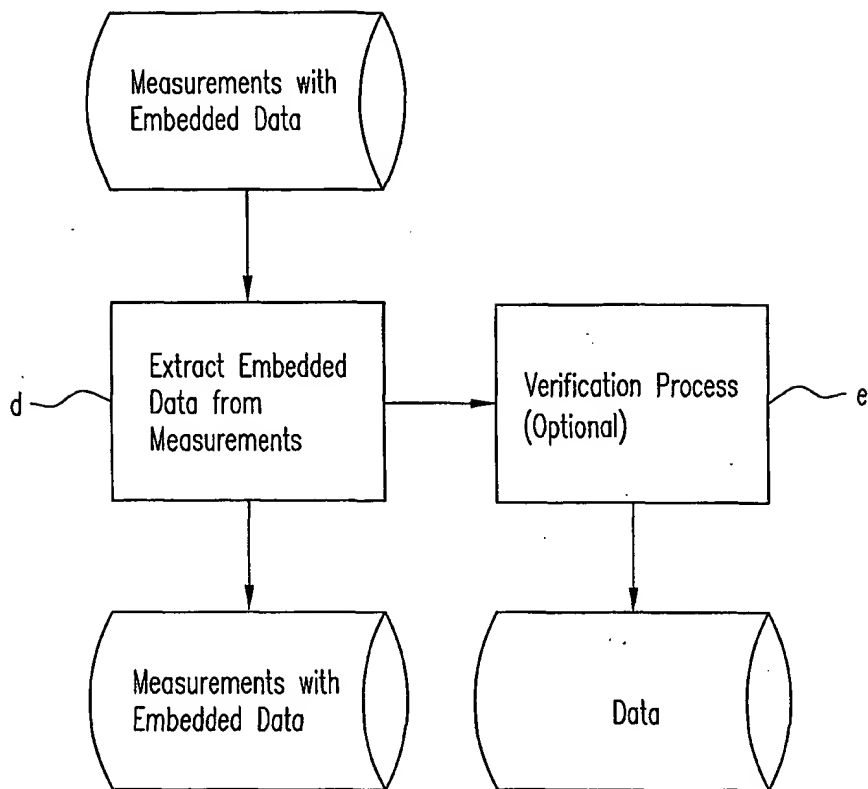 Measurements with
Embedded Data
d
Extract Embedded
Data from
Measurements
Verification Process
(Optional)
e
Measurements with
Embedded Data
Data